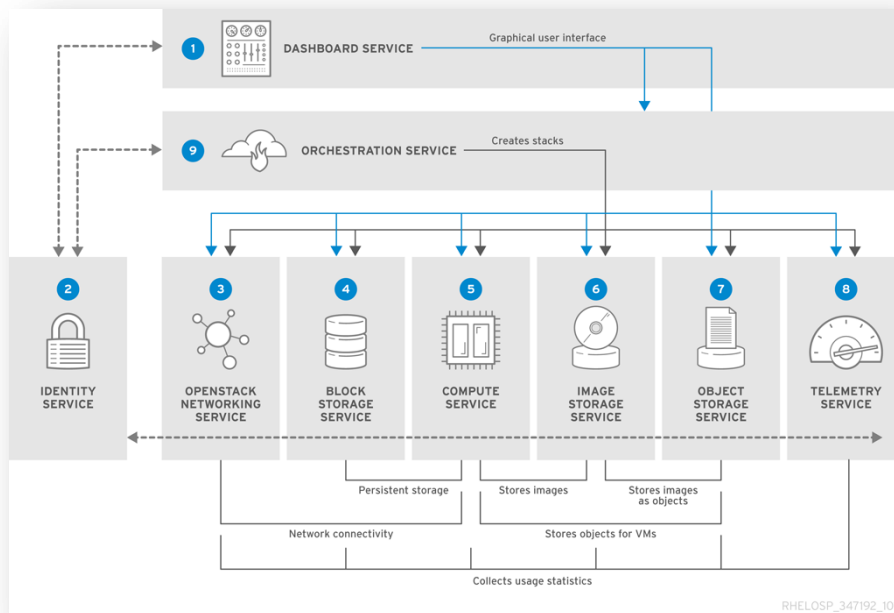 1
DASHBOARD SERVICE
Graphical user interface
9
ORCHESTRATION SERVICE
Creates stacks
2
3
4
5
6
7
8
IDENTITY
SERVICE
OPENSTACK
NETWORKING
SERVICE
BLOCK
STORAGE
SERVICE
COMPUTE
SERVICE
IMAGE
STORAGE
SERVICE
OBJECT
STORAGE
SERVICE
TELEMETRY
SERVICE
Persistent storage
Stores images
Stores images
as objects
Network connectivity
Stores objects for VMs
Collects usage statistics
RHELOSP_347192_10